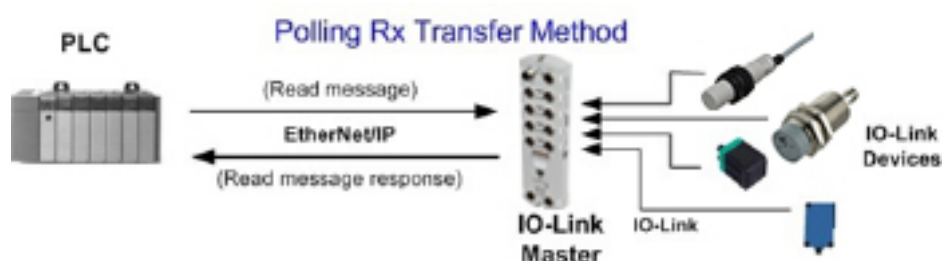 Polling Rx Transfer Method
PLC
(Read message)
EtherNet/IP
(Read message response)
IO-Link
Master
IO-Link
IO-Link
Devices